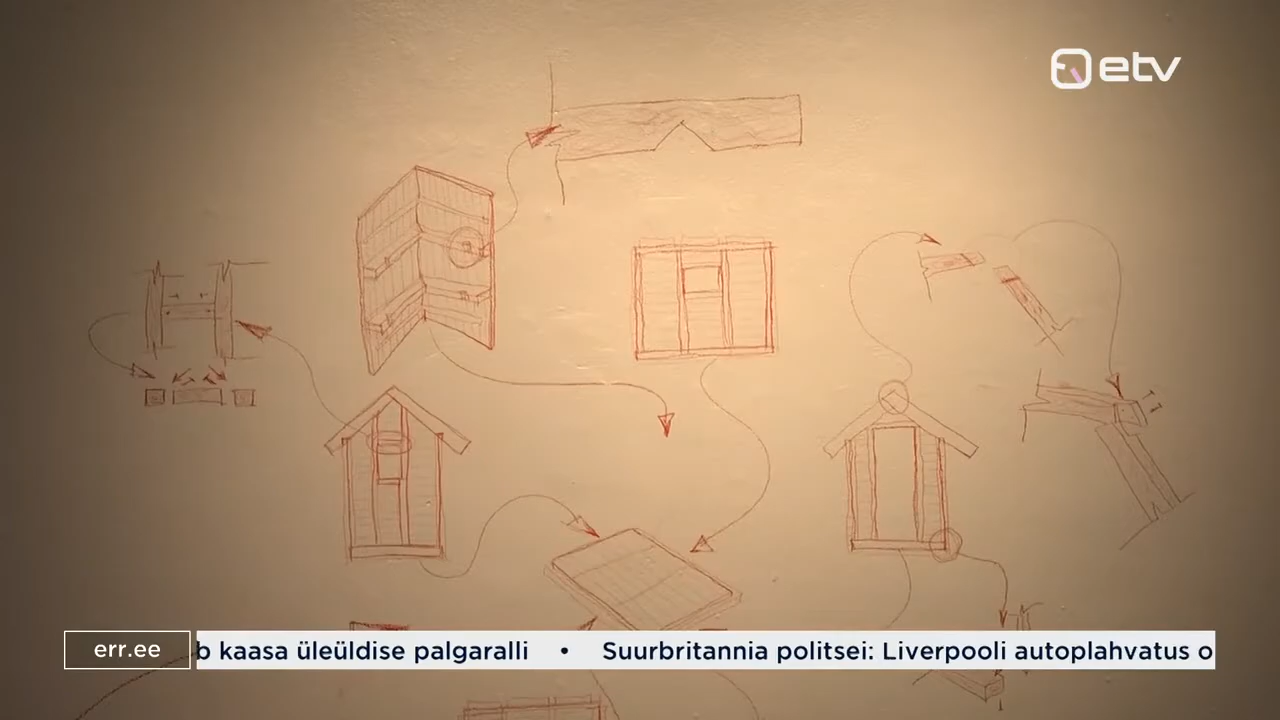 etv
err.ee
b kaasa üleüldise palgaralli • Suurbritannia politsei: Liverpooli autoplahvatus o